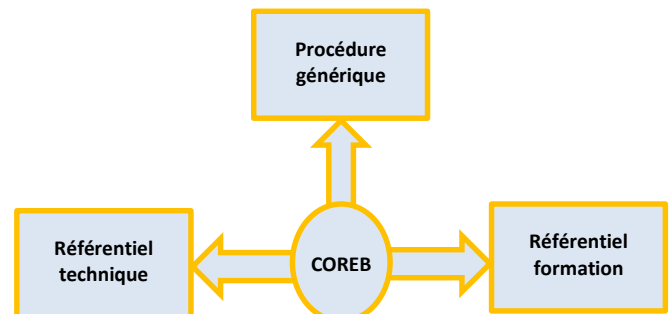 Procédure
générique
Référentiel
technique
COREB
Référentiel
formation